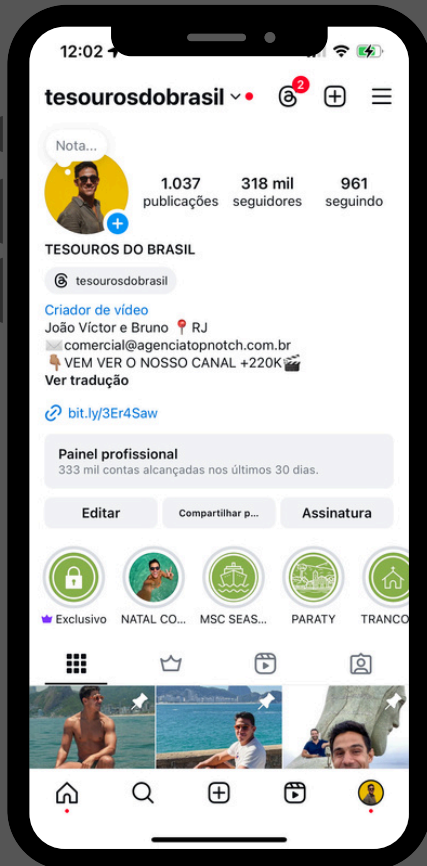 12:02
tesourosdobrasil
2
Nota...
1.037 318 mil 961
publicações seguidores seguindo
TESOUROS DO BRASIL
tesourosdobrasil
Criador de vídeo
João Víctor e Bruno 📍 RJ
✉️comercial@agenciatopnotch.com.br
👇🏽VEM VER O NOSSO CANAL +220K🎬
Ver tradução
bit.ly/3Er4Saw
Painel profissional
333 mil contas alcançadas nos últimos 30 dias.
Editar Compartilhar p... Assinatura
Exclusivo NATAL CO... MSC SEAS... PARATY TRANCO